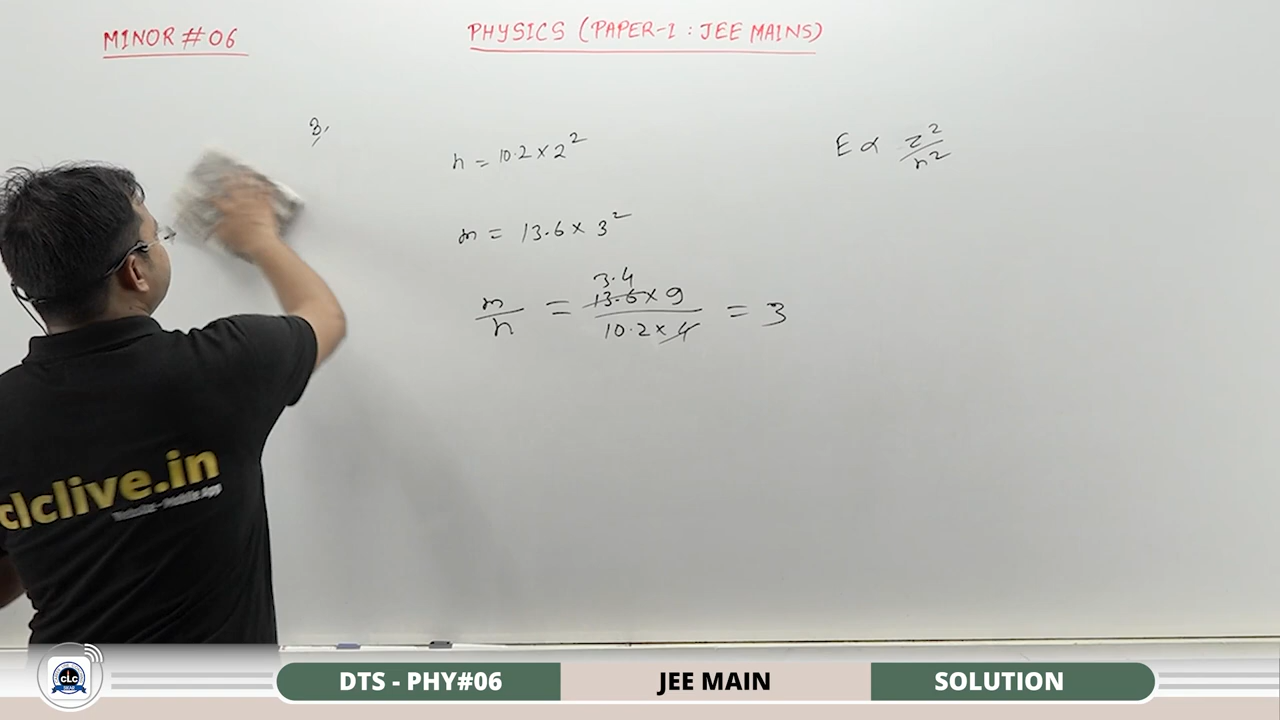 MINOR # 06
PHYSICS (PAPER-1 : JEE MAINS)
3,
n = 10.2 × 2²
E ∝ z²/n²
m = 13.6 × 3²
3.4
m/n = 13.6 × 9 / 10.2 × 4 = 3
clclive.in
CLC
DTS - PHY#06
JEE MAIN
SOLUTION